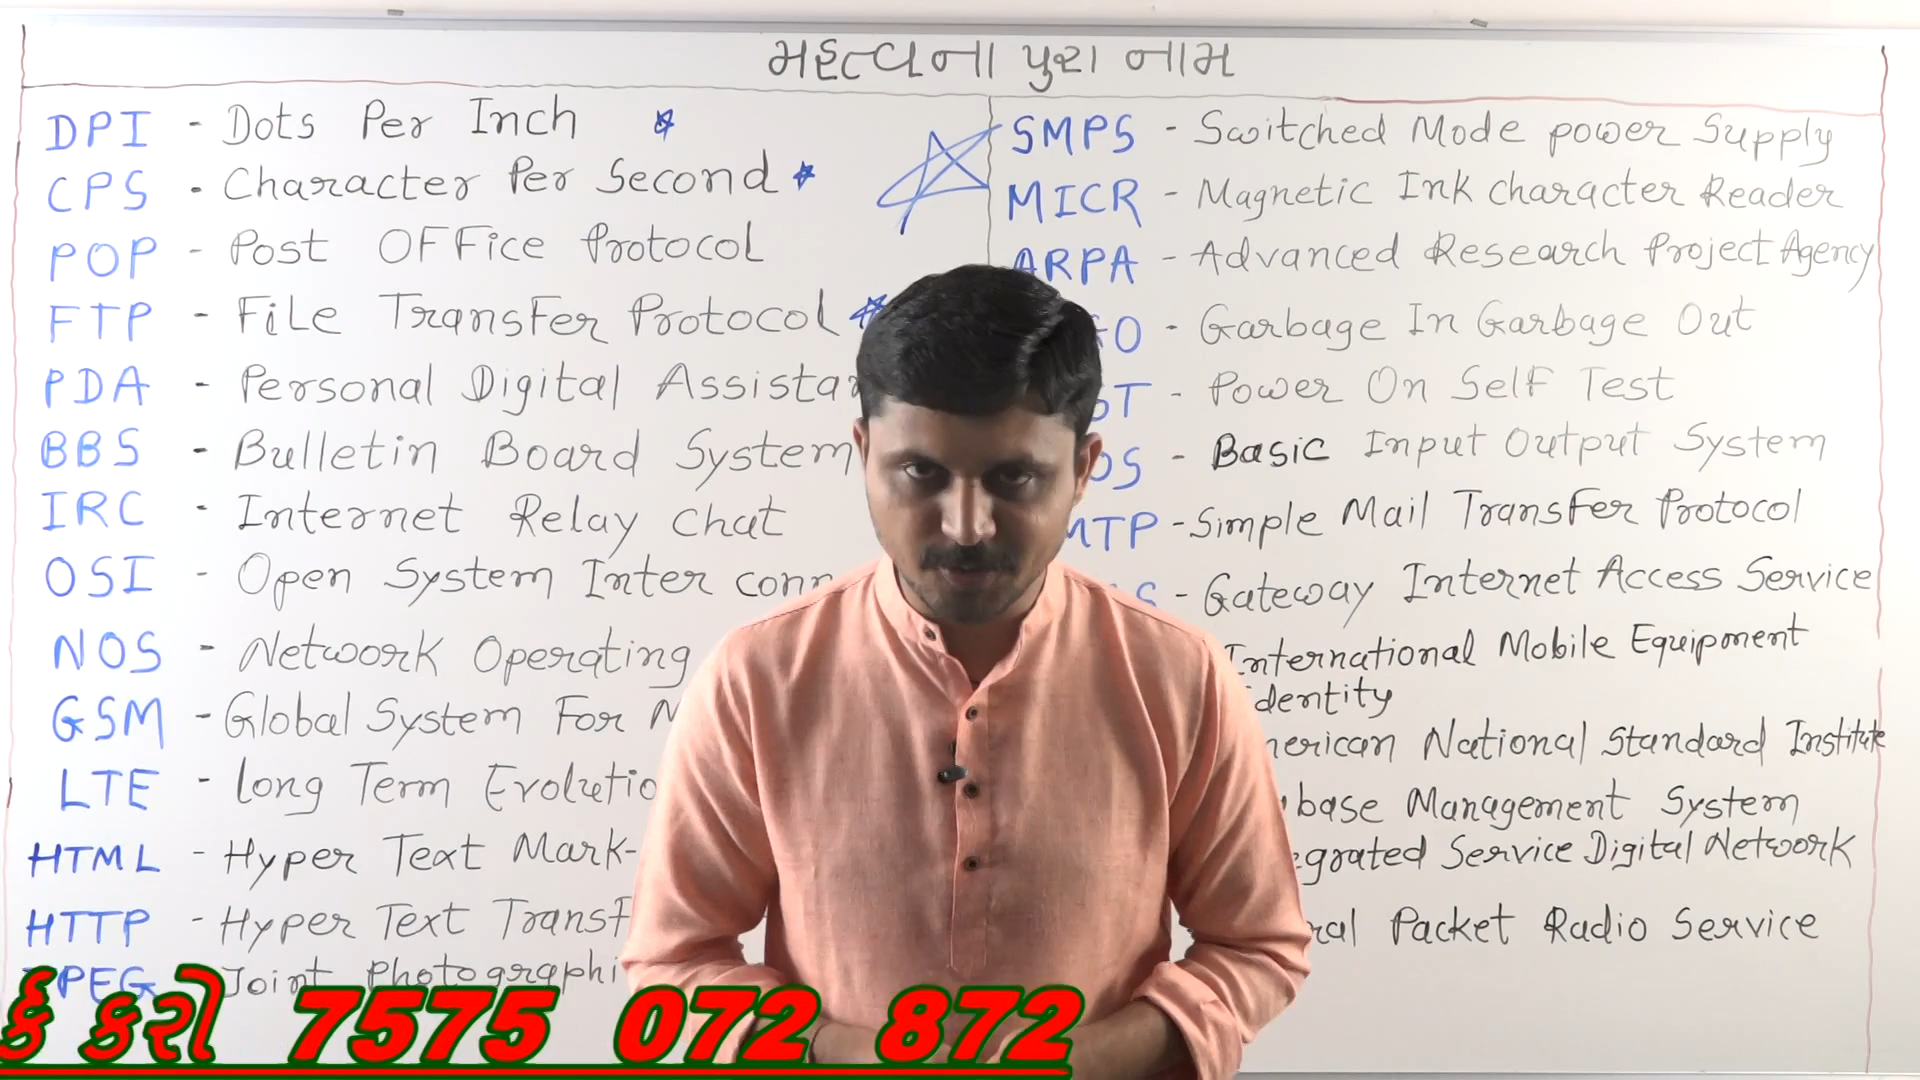 મહત્વના પુરા નામ
DPI - Dots Per Inch
CPS - Character Per Second
POP - Post Office Protocol
FTP - File Transfer Protocol
PDA - Personal Digital
BBS - Bulletin Board System
IRC - Internet Relay Chat
OSI - Open System Inter
NOS - Network Operating
GSM - Global System For
LTE - Long Term
HTML - Hyper Text Mark-
HTTP - Hyper Text
Joint
SMPS - Switched Mode power Supply
MICR - Magnetic Ink character Reader
ARPA - Advanced Research Project Agency
- Garbage In Garbage Out
- Power On Self Test
- Basic Input Output System
- Simple Mail Transfer Protocol
- Gateway Internet Access Service
International Mobile Equipment
National Standard Institute
Management System
Service Digital Network
Packet Radio Service
કરો 7575 072 872